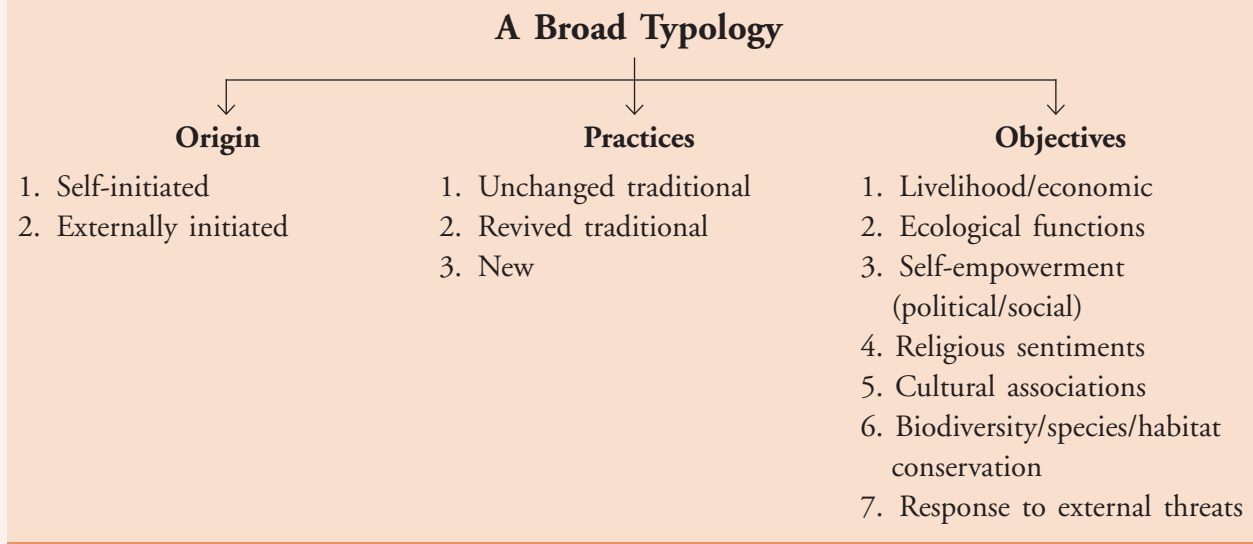 A Broad Typology
Origin
1. Self-initiated
2. Externally initiated
Practices
1. Unchanged traditional
2. Revived traditional
3. New
Objectives
1. Livelihood/economic
2. Ecological functions
3. Self-empowerment
(political/social)
4. Religious sentiments
5. Cultural associations
6. Biodiversity/species/habitat
conservation
7. Response to external threats